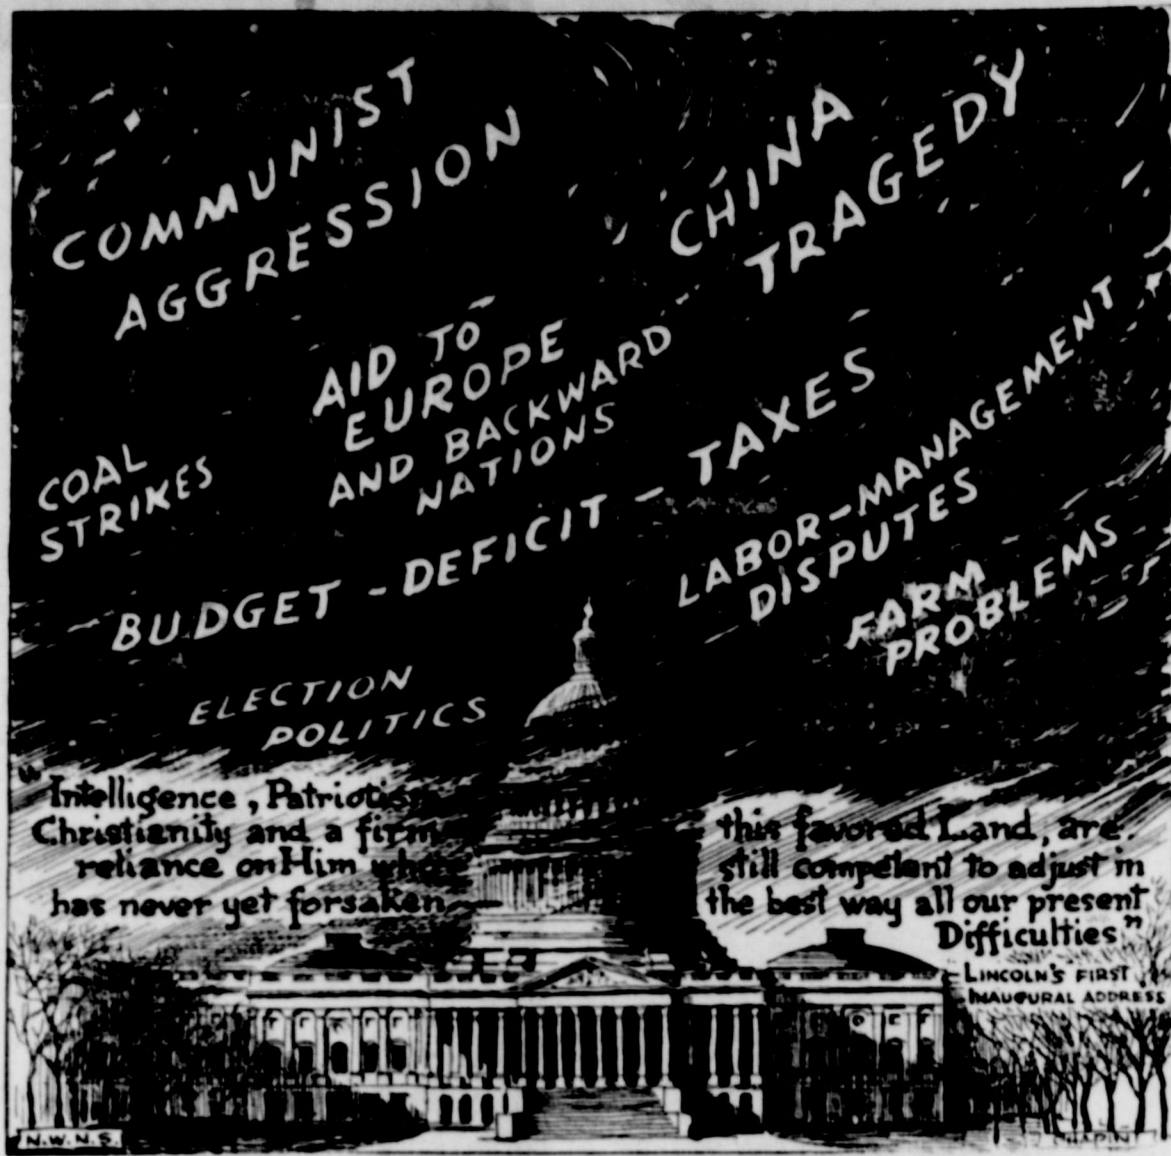 COMMUNIST
AGGRESSION
CHINA
TRAGEDY
AID TO
EUROPE
AND BACKWARD
NATIONS
COAL
STRIKES
BUDGET - DEFICIT - TAXES
LABOR-MANAGEMENT
DISPUTES
FARM
PROBLEMS
ELECTION
POLITICS
"Intelligence, Patriotism
Christianity and a firm
reliance on Him who
has never yet forsaken
this favored Land, are
still competent to adjust in
the best way all our present
Difficulties"
- LINCOLN'S FIRST
INAUGURAL ADDRESS
N.W.N.S.
CHAPIN